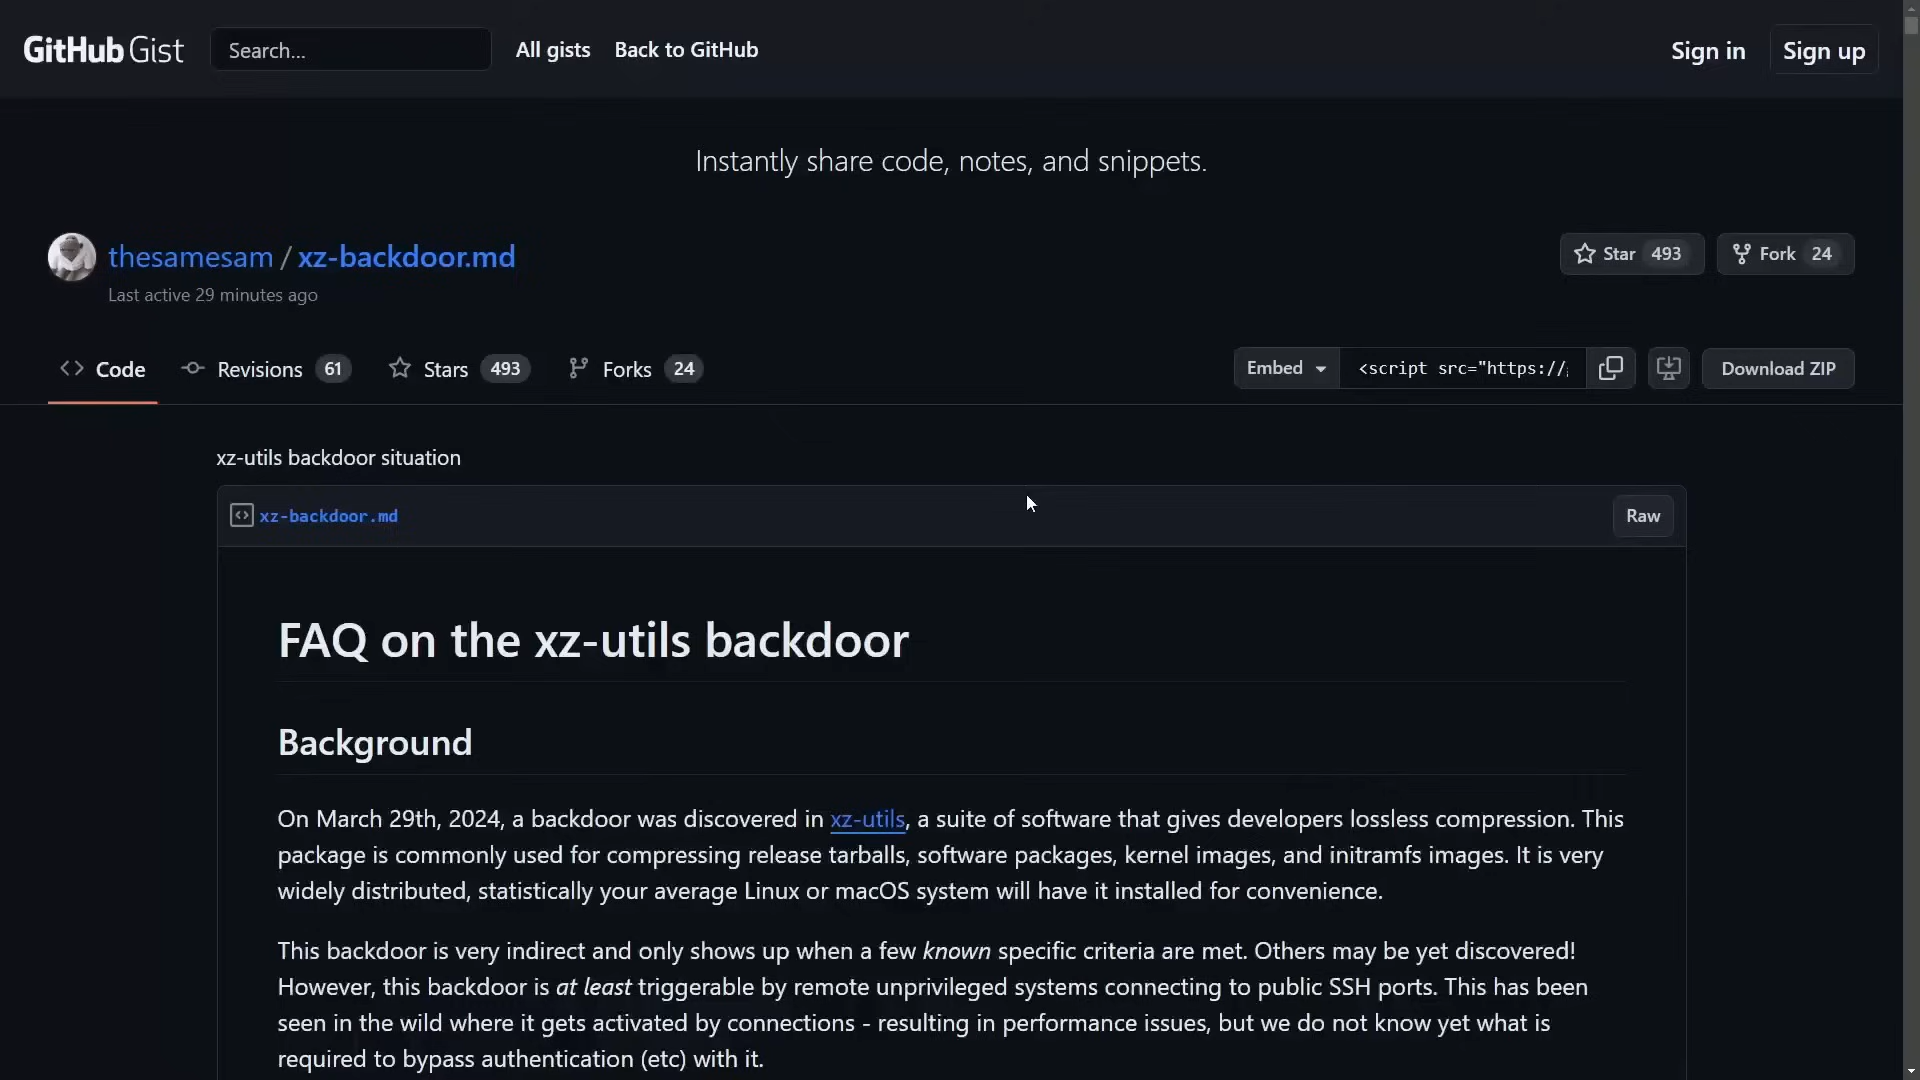 GitHub Gist Search... All gists Back to GitHub Sign in Sign up
Instantly share code, notes, and snippets.
thesamesam / xz-backdoor.md Star 493 Fork 24
Last active 29 minutes ago
Code Revisions 61 Stars 493 Forks 24 Embed <script src="https:// Download ZIP
xz-utils backdoor situation
xz-backdoor.md Raw
FAQ on the xz-utils backdoor
Background
On March 29th, 2024, a backdoor was discovered in xz-utils, a suite of software that gives developers lossless compression. This
package is commonly used for compressing release tarballs, software packages, kernel images, and initramfs images. It is very
widely distributed, statistically your average Linux or macOS system will have it installed for convenience.
This backdoor is very indirect and only shows up when a few known specific criteria are met. Others may be yet discovered!
However, this backdoor is at least triggerable by remote unprivileged systems connecting to public SSH ports. This has been
seen in the wild where it gets activated by connections - resulting in performance issues, but we do not know yet what is
required to bypass authentication (etc) with it.